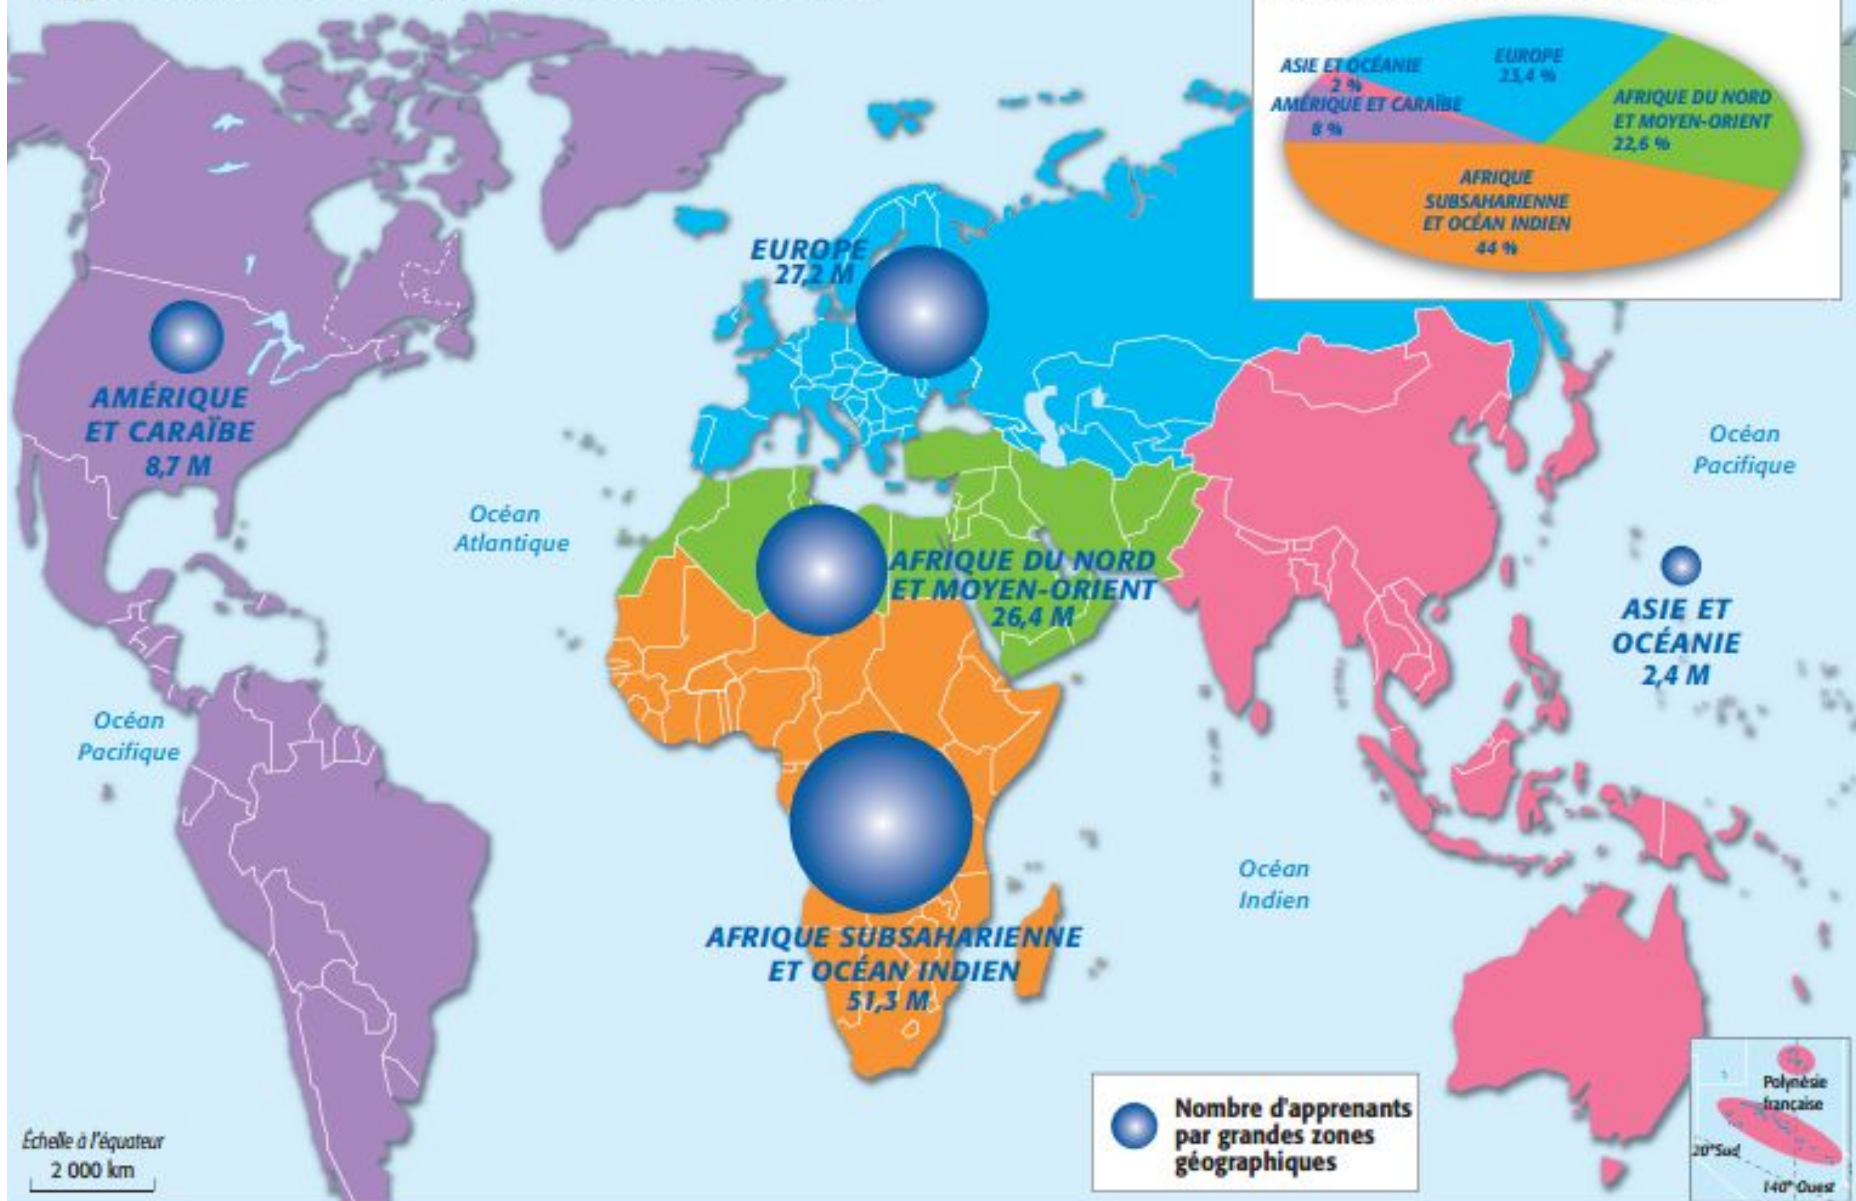 EUROPE
23,4 %
ASIE ET OCÉANIE
2 %
AMÉRIQUE ET CARAÏBE
8 %
AFRIQUE DU NORD
ET MOYEN-ORIENT
22,6 %
AFRIQUE
SUBSAHARIENNE
ET OCÉAN INDIEN
44 %
EUROPE
27,2 M
AMÉRIQUE
ET CARAÏBE
8,7 M
Océan
Atlantique
Océan
Pacifique
AFRIQUE DU NORD
ET MOYEN-ORIENT
26,4 M
ASIE ET
OCÉANIE
2,4 M
Océan
Pacifique
Océan
Indien
AFRIQUE SUBSAHARIENNE
ET OCÉAN INDIEN
51,3 M
Nombre d'apprenants
par grandes zones
géographiques
Polynésie
française
20°Sud
140° Ouest
Échelle à l'équateur
2 000 km